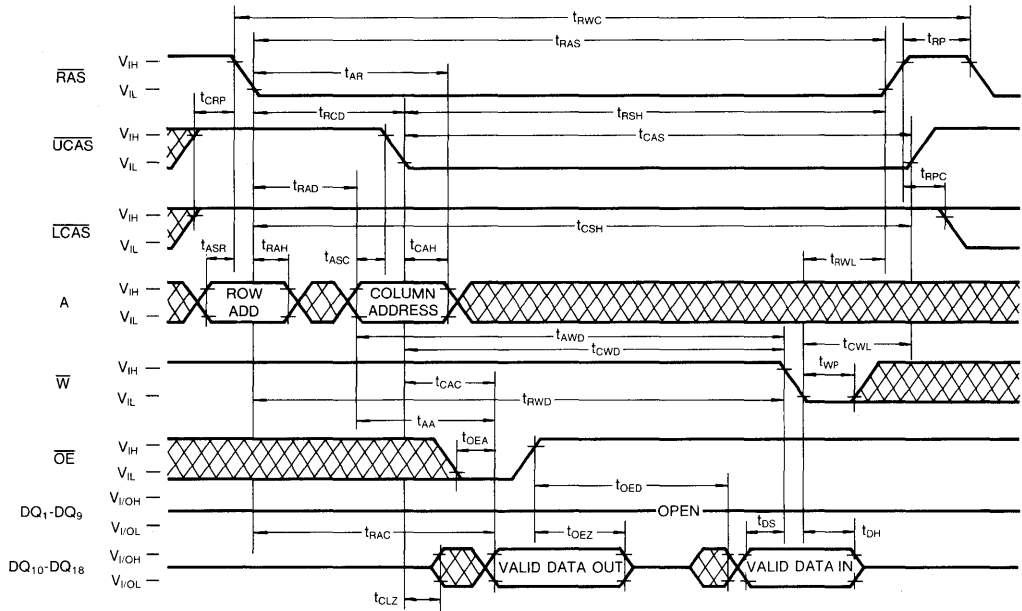 tRWC
tRAS
tRP
RAS
VIH
VIL
tAR
tCRP
tRCD
tRSH
UCAS
VIH
VIL
tCAS
tRPC
tRAD
LCAS
VIH
VIL
tCSH
tASR
tRAH
tASC
tCAH
tRWL
A
VIH
VIL
ROW ADD
COLUMN ADDRESS
tAWD
tCWD
tCWL
W
VIH
VIL
tCAC
tWP
tRWD
tAA
OE
VIH
VIL
tOEA
tOED
DQ1-DQ9
VI/OH
VI/OL
OPEN
tRAC
tOEZ
tDS
tDH
DQ10-DQ18
VI/OH
VI/OL
VALID DATA OUT
VALID DATA IN
tCLZ